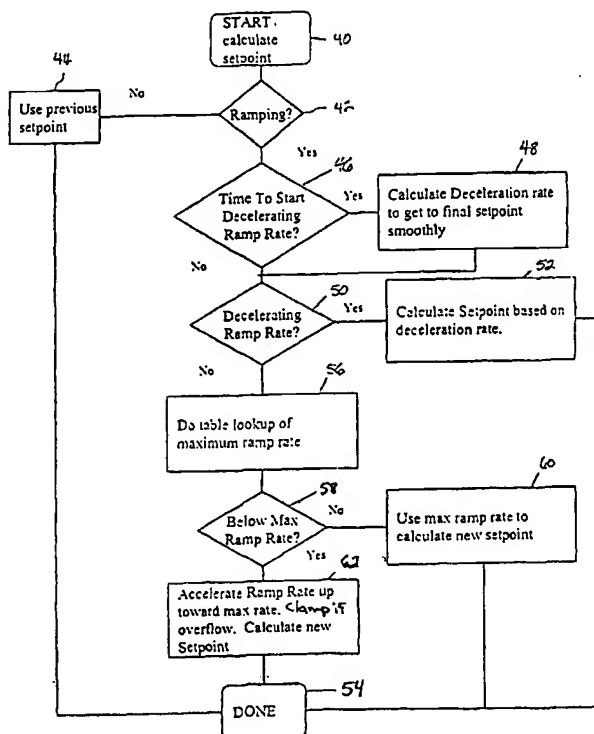 START.
calculate
setpoint
40
44
No
Use previous
setpoint
Ramping?
42
Yes
46
48
Time To Start
Decelerating
Ramp Rate?
Yes
Calculate Deceleration rate
to get to final setpoint
smoothly
No
50
52
Decelerating
Ramp Rate?
Yes
Calculate Setpoint based on
deceleration rate.
No
56
Do table lookup of
maximum ramp rate
58
60
Below Max
Ramp Rate?
No
Use max ramp rate to
calculate new setpoint
Yes
62
Accelerate Ramp Rate up
toward max rate. Clamp if
overflow. Calculate new
Setpoint
54
DONE